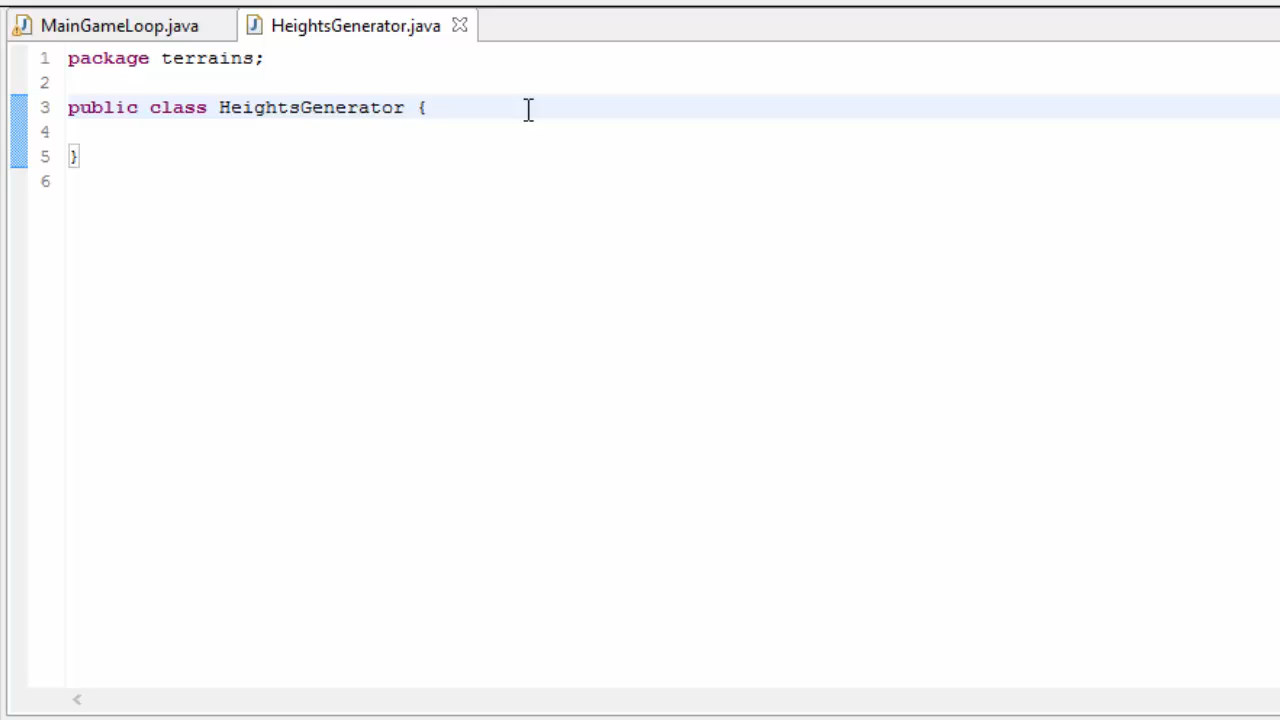 MainGameLoop.java HeightsGenerator.java
1 package terrains;
2
3 public class HeightsGenerator {
4
5 }
6